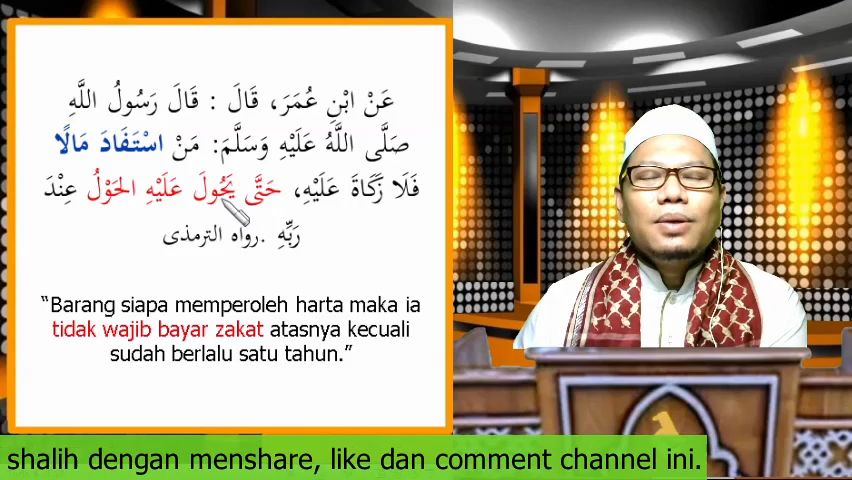 عَنْ ابْنِ عُمَرَ، قَالَ : قَالَ رَسُولُ اللَّهِ
صَلَّى اللَّهُ عَلَيْهِ وَسَلَّمَ: مَنْ اسْتَفَادَ مَالًا
فَلَا زَكَاةَ عَلَيْهِ، حَتَّى يَحُولَ عَلَيْهِ الحَوْلُ عِنْدَ
رَبِّهِ .رواه الترمذى
“Barang siapa memperoleh harta maka ia
tidak wajib bayar zakat atasnya kecuali
sudah berlalu satu tahun.”
shalih dengan menshare, like dan comment channel ini.